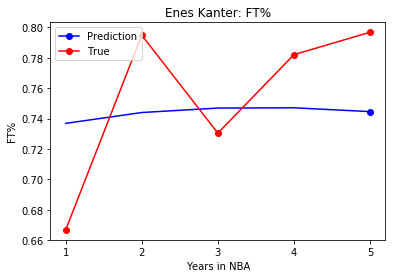 Enes Kanter: FT%
Prediction
True
FT%
0.80
0.78
0.76
0.74
0.72
0.70
0.68
0.66
1 2 3 4 5
Years in NBA